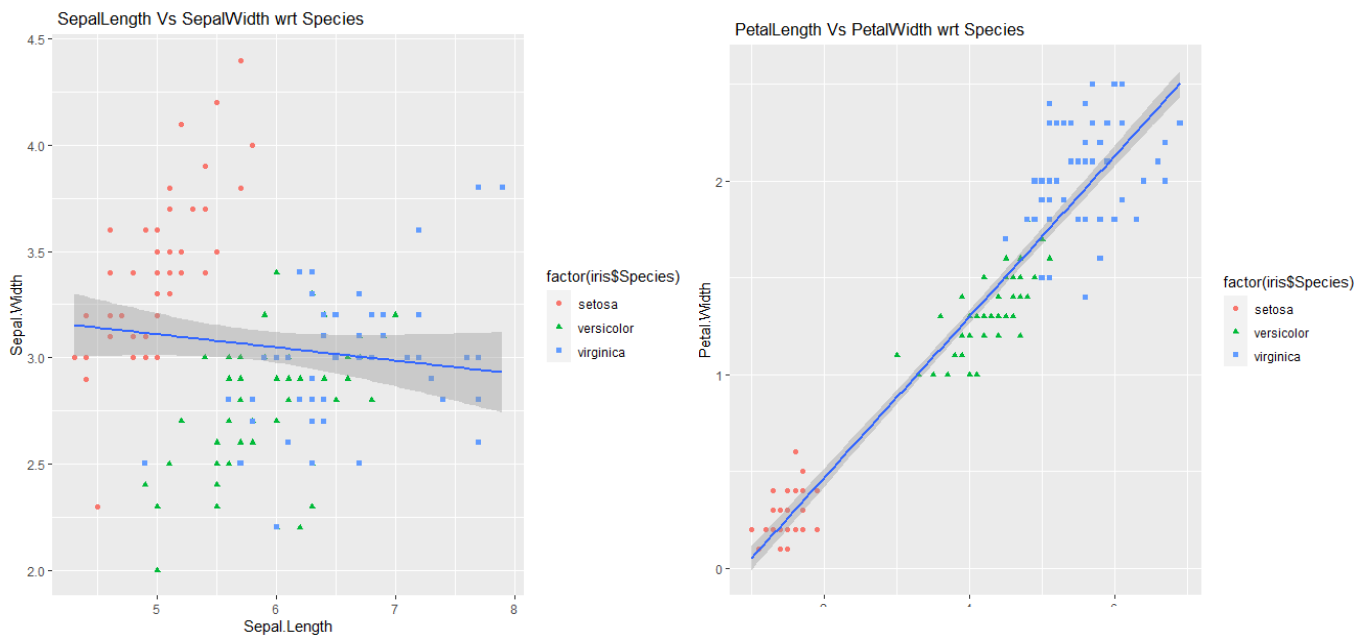 SepalLength Vs SepalWidth wrt Species
4.5
4.0
3.5
3.0
2.5
2.0
Sepal.Width
5
6
7
8
Sepal.Length
factor(iris$Species)
setosa
versicolor
virginica
PetalLength Vs PetalWidth wrt Species
2
1
0
Petal.Width
factor(iris$Species)
setosa
versicolor
virginica